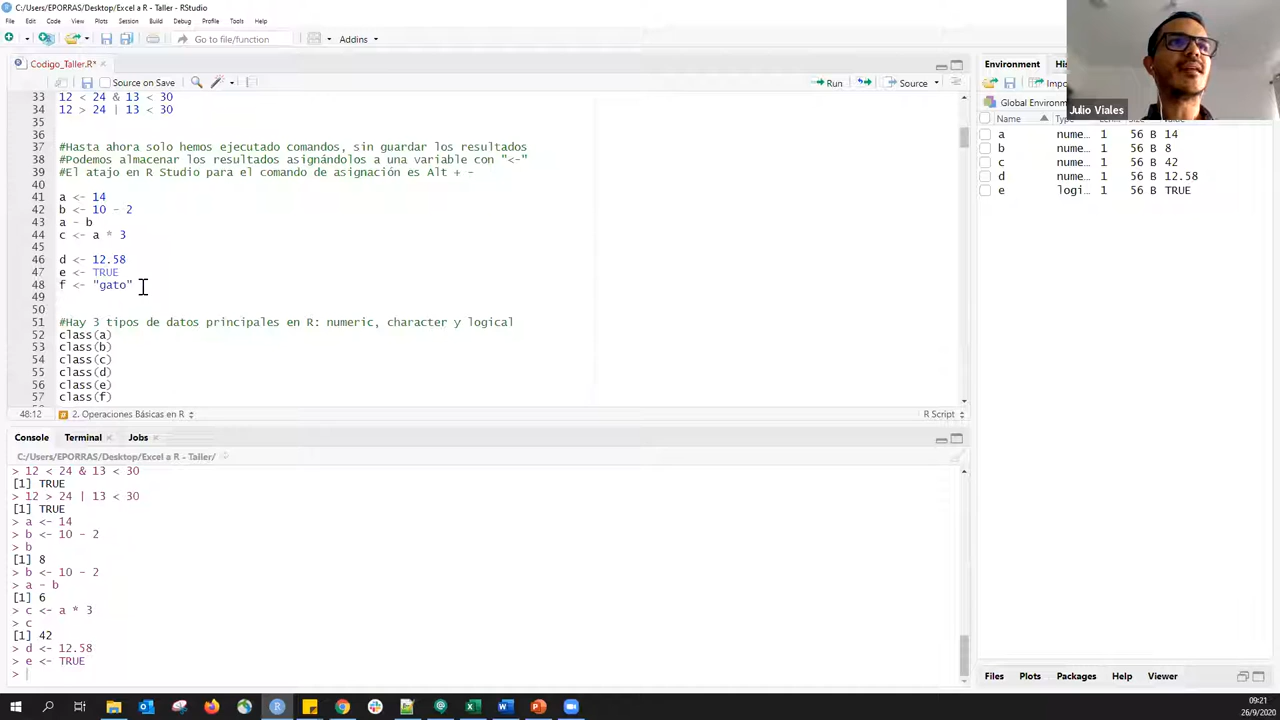 C:/Users/EPORRAS/Desktop/Excel a R - Taller - RStudio
File Edit Code View Plots Session Build Debug Profile Tools Help
Go to file/function
Addins
Codigo_Taller.R*
Source on Save
Run
Source
33 12 < 24 & 13 < 30
34 12 > 24 | 13 < 30
35
36
37 #Hasta ahora solo hemos ejecutado comandos, sin guardar los resultados
38 #Podemos almacenar los resultados asignándolos a una variable con "<-"
39 #El atajo en R Studio para el comando de asignación es Alt + -
40
41 a <- 14
42 b <- 10 - 2
43 a - b
44 c <- a * 3
45
46 d <- 12.58
47 e <- TRUE
48 f <- "gato"
49
50
51 #Hay 3 tipos de datos principales en R: numeric, character y logical
52 class(a)
53 class(b)
54 class(c)
55 class(d)
56 class(e)
57 class(f)
48:12 2. Operaciones Básicas en R
R Script
Console Terminal Jobs
C:/Users/EPORRAS/Desktop/Excel a R - Taller/
> 12 < 24 & 13 < 30
[1] TRUE
> 12 > 24 | 13 < 30
[1] TRUE
> a <- 14
> b <- 10 - 2
> b
[1] 8
> b <- 10 - 2
> a - b
[1] 6
> c <- a * 3
> c
[1] 42
> d <- 12.58
> e <- TRUE
>
Environment His
Impo
Global Environm
Julio Viales
Name Type
a nume... 1 56 B 14
b nume... 1 56 B 8
c nume... 1 56 B 42
d nume... 1 56 B 12.58
e logi... 1 56 B TRUE
Files Plots Packages Help Viewer
09:21
26/9/2020